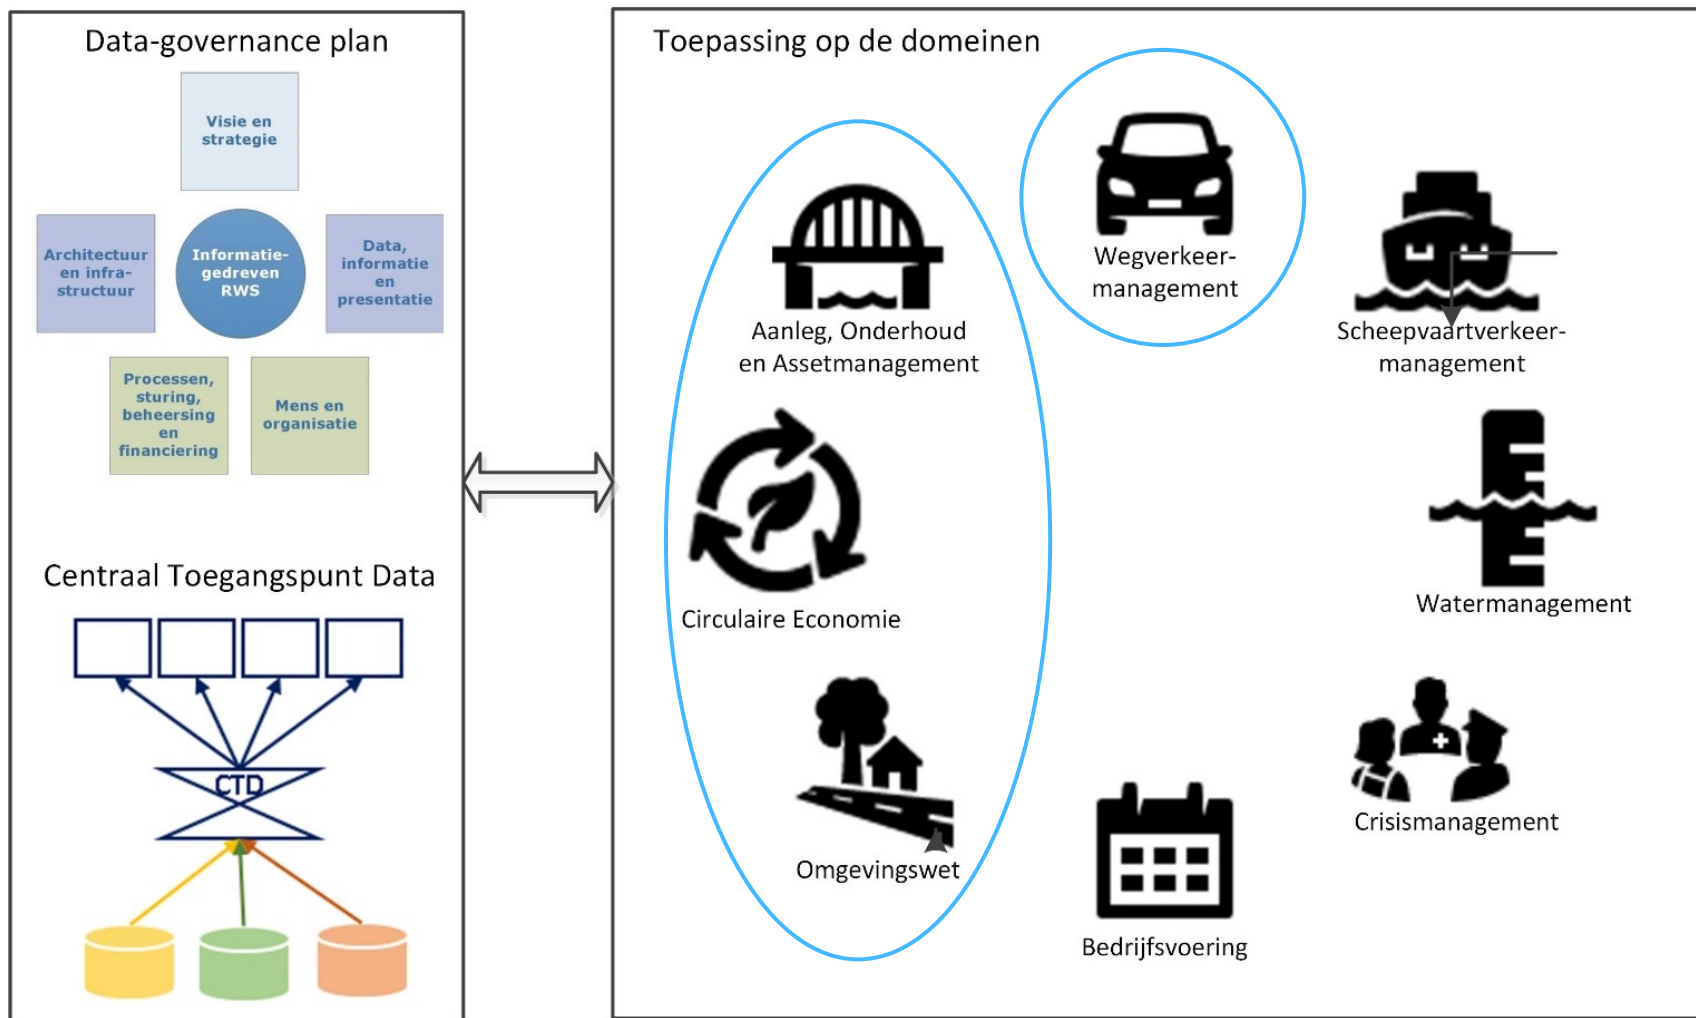 Data-governance plan
Visie en
strategie
Architectuur
en infra-
structuur
Informatie-
gedreven
RWS
Data,
informatie
en
presentatie
Processen,
sturing,
beheersing
en
financiering
Mens en
organisatie
Centraal Toegangspunt Data
CTD
Toepassing op de domeinen
Wegverkeer-
management
Aanleg, Onderhoud
en Assetmanagement
Scheepvaartverkeer-
management
Circulaire Economie
Watermanagement
Omgevingswet
Crisismanagement
Bedrijfsvoering